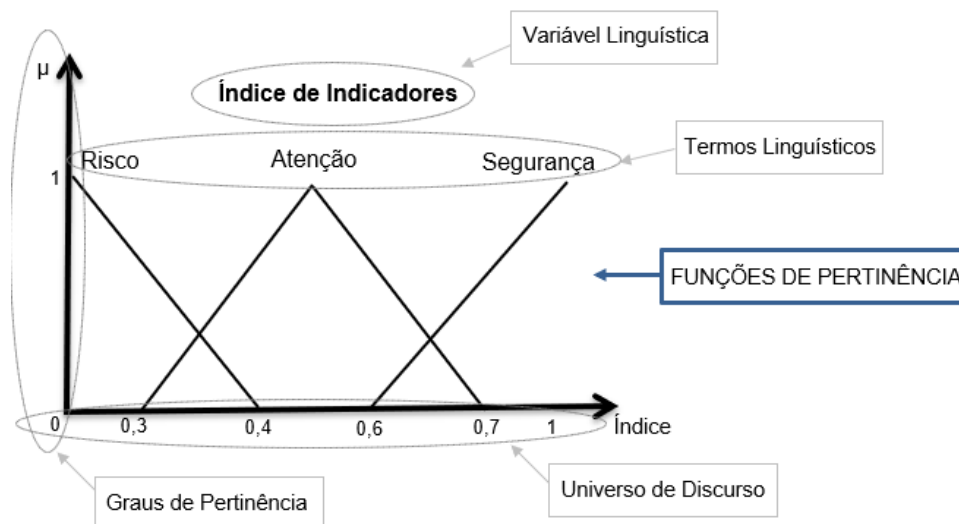 Variável Linguística
μ
Índice de Indicadores
Risco
Atenção
Segurança
Termos Linguísticos
1
FUNÇÕES DE PERTINÊNCIA
0
0,3
0,4
0,6
0,7
1
Índice
Graus de Pertinência
Universo de Discurso